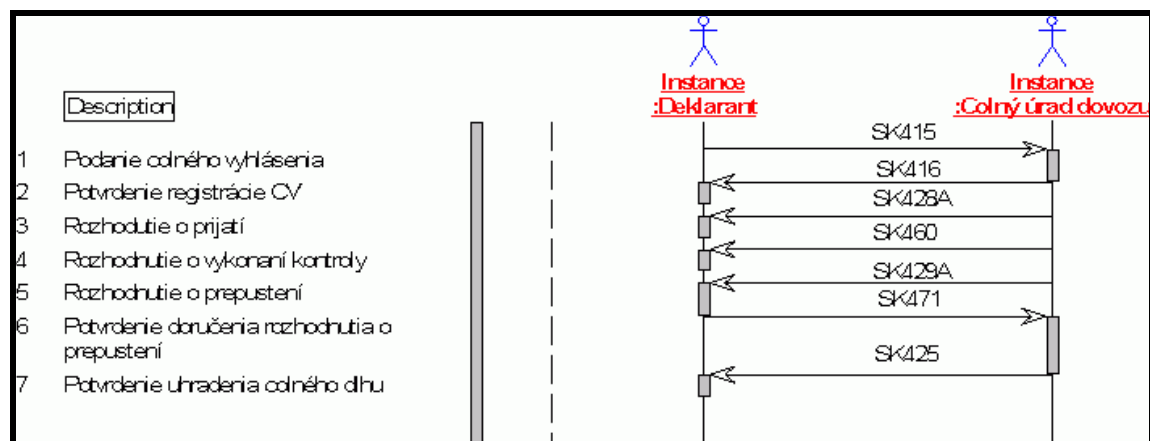 Instance
:Deklarant
Instance
:Colný úrad dovozu
Description
1 Podanie colného vyhlásenia
2 Potvrdenie registrácie CV
3 Rozhodutie o prijatí
4 Rozhodnutie o vykonaní kontroly
5 Rozhodnutie o prepustení
6 Potvrdenie doručenia rozhodnutia o
prepustení
7 Potvrdenie uhradenia colného dlhu
SK415
SK416
SK428A
SK460
SK429A
SK471
SK425